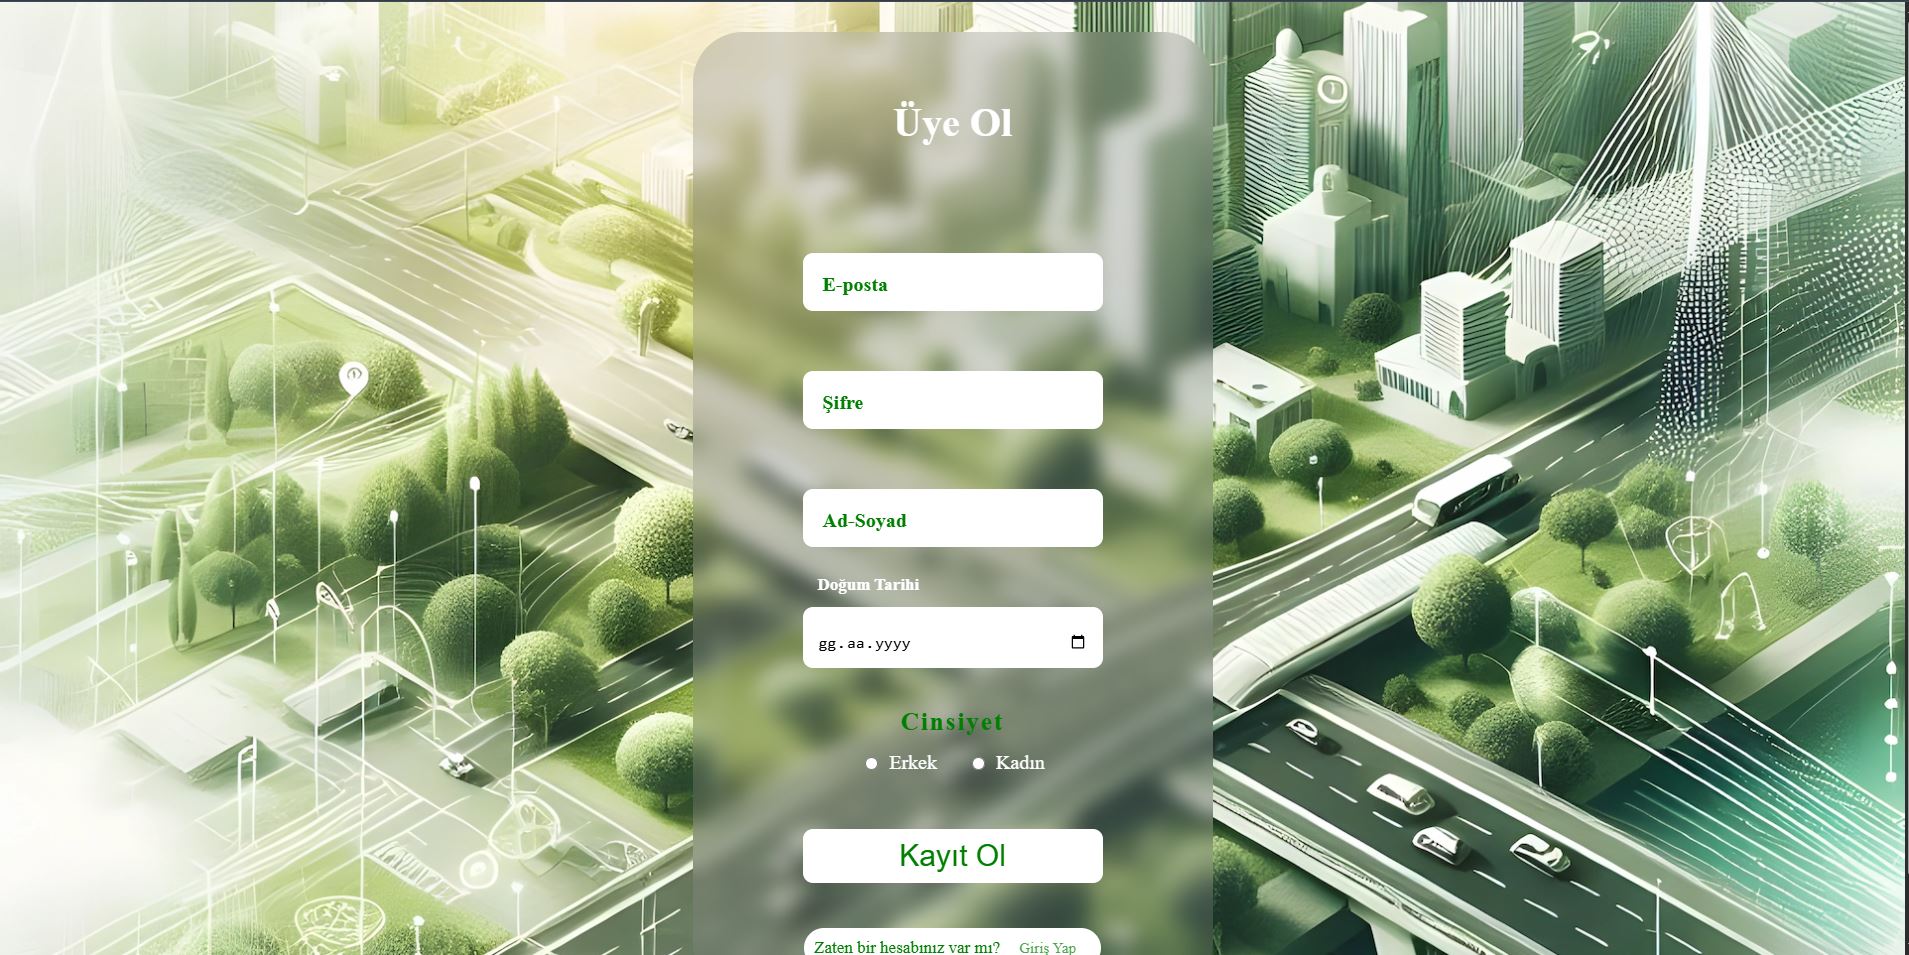 Üye Ol
E-posta
Şifre
Ad-Soyad
Doğum Tarihi
gg.aa.yyyy
Cinsiyet
Erkek Kadın
Kayıt Ol
Zaten bir hesabınız var mı? Giriş Yap